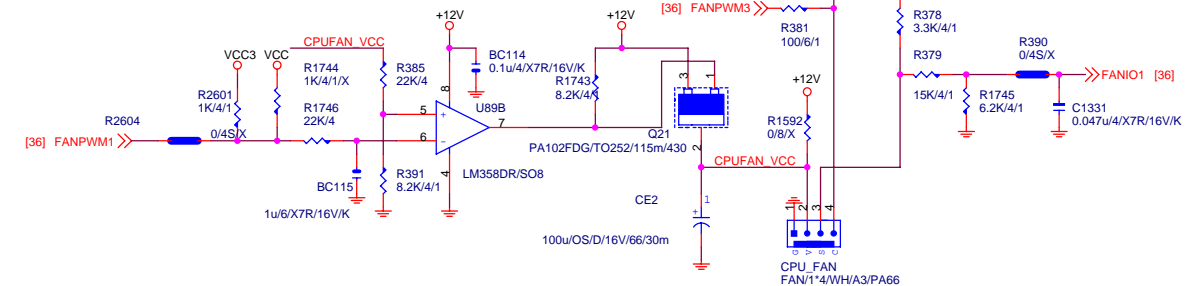 [36] FANPWM3
R381
100/6/1
R378
3.3K/4/1
R379
15K/4/1
R390
0/4S/X
FANIO1 [36]
R1745
6.2K/4/1
C1331
0.047u/4/X7R/16V/K
+12V
+12V
CPUFAN_VCC
BC114
0.1u/4/X7R/16V/K
VCC3
VCC
R1744
1K/4/1/X
R385
22K/4
R1743
8.2K/4/1
3
1
+12V
R2601
1K/4/1
R1746
22K/4
8
U89B
5
+
7
6
-
4
Q21
R1592
0/8/X
R2604
0/4S/X
[36] FANPWM1
PA102FDG/TO252/115m/430
2
CPUFAN_VCC
LM358DR/SO8
BC115
R391
8.2K/4/1
1u/6/X7R/16V/K
CE2
1
+
100u/OS/D/16V/66/30m
1
2
3
4
G
V
S
C
CPU_FAN
FAN/1*4/WH/A3/PA66